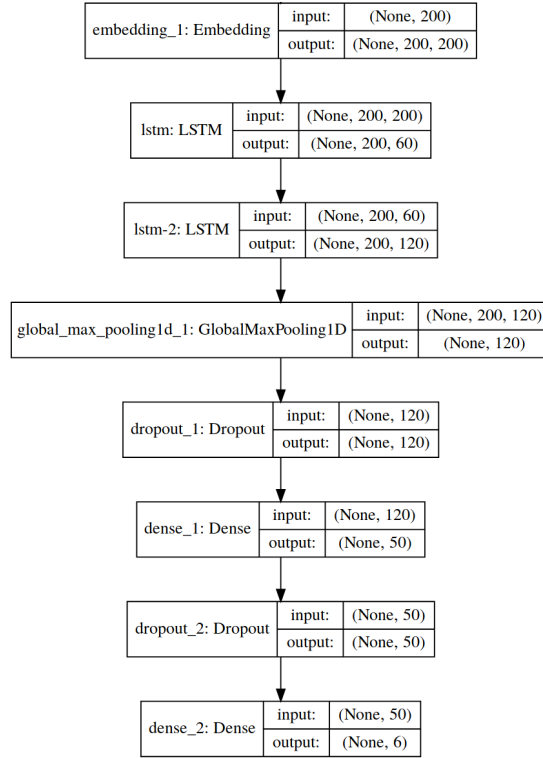 embedding_1: Embedding
input: (None, 200)
output: (None, 200, 200)
lstm: LSTM
input: (None, 200, 200)
output: (None, 200, 60)
lstm-2: LSTM
input: (None, 200, 60)
output: (None, 200, 120)
global_max_pooling1d_1: GlobalMaxPooling1D
input: (None, 200, 120)
output: (None, 120)
dropout_1: Dropout
input: (None, 120)
output: (None, 120)
dense_1: Dense
input: (None, 120)
output: (None, 50)
dropout_2: Dropout
input: (None, 50)
output: (None, 50)
dense_2: Dense
input: (None, 50)
output: (None, 6)